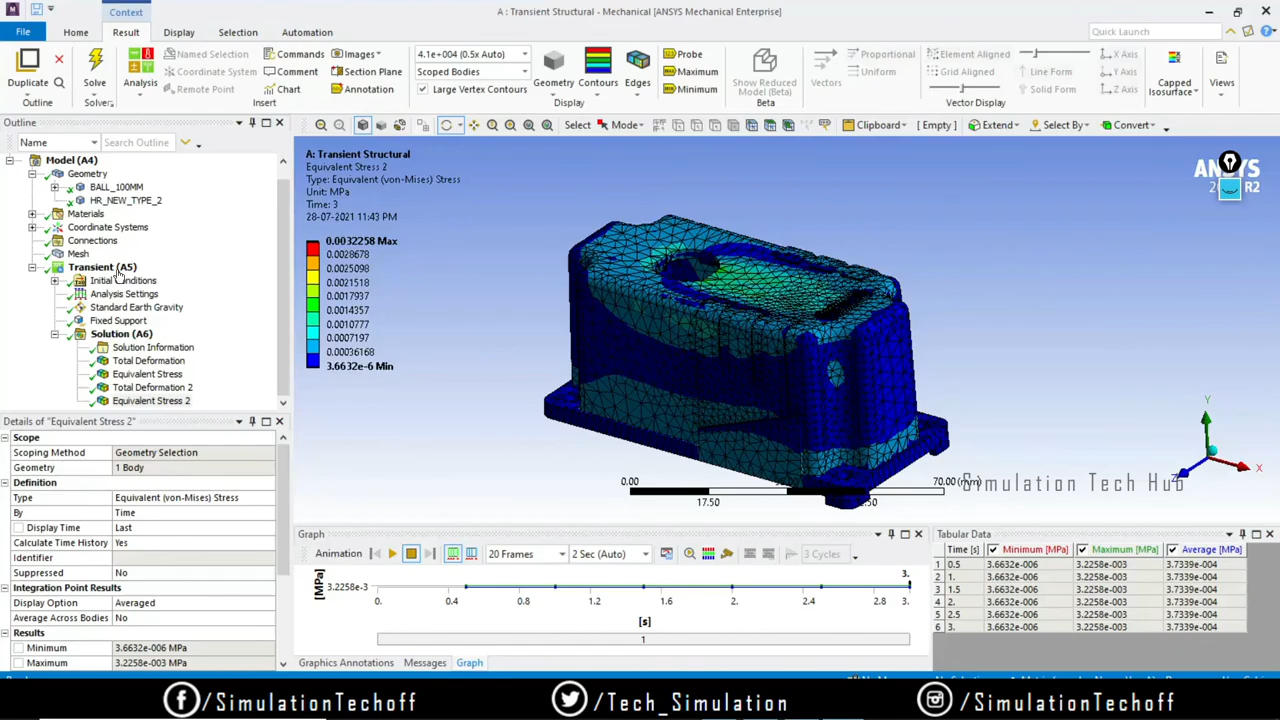 Context
A : Transient Structural - Mechanical [ANSYS Mechanical Enterprise]
File
Home
Result
Display
Selection
Automation
Quick Launch
Duplicate
Outline
Solve
Solver
Analysis
Named Selection
Coordinate System
Remote Point
Commands
Comment
Chart
Images
Section Plane
Annotation
Insert
4.1e+004 (0.5x Auto)
Scoped Bodies
Large Vertex Contours
Geometry
Contours
Edges
Display
Probe
Maximum
Minimum
Show Reduced
Model (Beta)
Beta
Vectors
Proportional
Uniform
Element Aligned
Grid Aligned
Line Form
Solid Form
X Axis
Y Axis
Z Axis
Vector Display
Capped
Isosurface
Views
Outline
Name
Search Outline
Select
Mode
Clipboard
[ Empty ]
Extend
Select By
Convert
Model (A4)
Geometry
BALL_100MM
HR_NEW_TYPE_2
Materials
Coordinate Systems
Connections
Mesh
Transient (A5)
Initial Conditions
Analysis Settings
Standard Earth Gravity
Fixed Support
Solution (A6)
Solution Information
Total Deformation
Equivalent Stress
Total Deformation 2
Equivalent Stress 2
A: Transient Structural
Equivalent Stress 2
Type: Equivalent (von-Mises) Stress
Unit: MPa
Time: 3
28-07-2021 11:43 PM
0.0032258 Max
0.0028678
0.0025098
0.0021518
0.0017937
0.0014357
0.0010777
0.0007197
0.00036168
3.6632e-6 Min
R2
Y
X
Z
0.00
70.00
17.50
Simulation Tech Hub
Details of "Equivalent Stress 2"
Scope
Scoping Method Geometry Selection
Geometry 1 Body
Definition
Type Equivalent (von-Mises) Stress
By Time
Display Time Last
Calculate Time History Yes
Identifier
Suppressed No
Integration Point Results
Display Option Averaged
Average Across Bodies No
Results
Minimum 3.6632e-006 MPa
Maximum 3.2258e-003 MPa
Graph
Animation
20 Frames
2 Sec (Auto)
3 Cycles
[MPa]
3.2258e-3
3.
0. 0.4 0.8 1.2 1.6 2. 2.4 2.8 3.
[s]
1
Graphics Annotations Messages Graph
Tabular Data
Time [s] Minimum [MPa] Maximum [MPa] Average [MPa]
1 0.5 3.6632e-006 3.2258e-003 3.7339e-004
2 1. 3.6632e-006 3.2258e-003 3.7339e-004
3 1.5 3.6632e-006 3.2258e-003 3.7339e-004
4 2. 3.6632e-006 3.2258e-003 3.7339e-004
5 2.5 3.6632e-006 3.2258e-003 3.7339e-004
6 3. 3.6632e-006 3.2258e-003 3.7339e-004
/SimulationTechoff
/Tech_Simulation
/SimulationTechoff